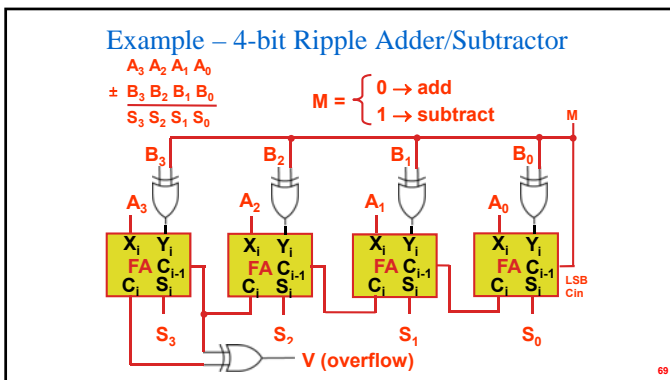 Example – 4-bit Ripple Adder/Subtractor
A3 A2 A1 A0
± B3 B2 B1 B0
S3 S2 S1 S0
M =
0 → add
1 → subtract
M
B3 B2 B1 B0
A3 A2 A1 A0
Xi Yi Xi Yi Xi Yi Xi Yi
FA Ci-1 FA Ci-1 FA Ci-1 FA Ci-1
Ci Si Ci Si Ci Si Ci Si
LSB
Cin
S3 S2 S1 S0
V (overflow)
69